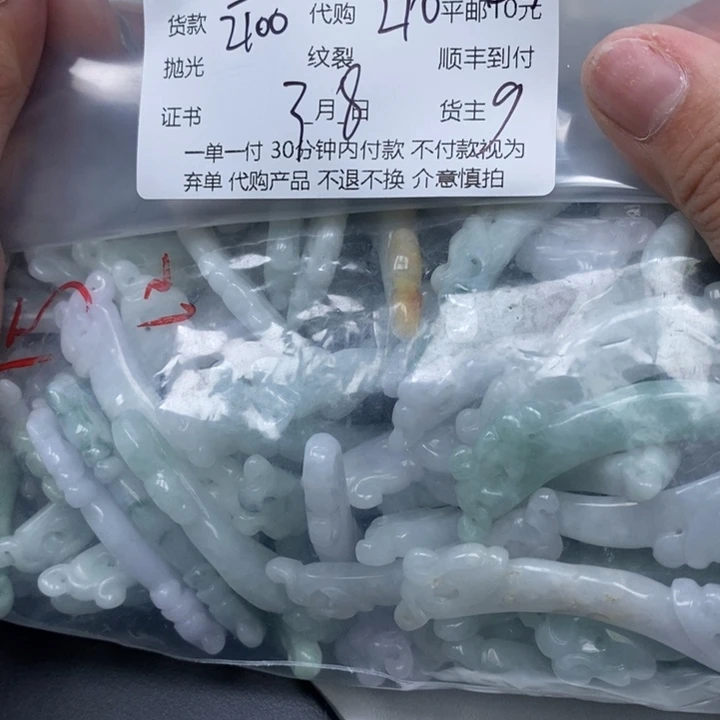 货款 2400 代购 240 平邮10元
抛光 纹裂 顺丰到付
证书 3月8日 货主9
一单一付 30分钟内付款 不付款视为
弃单 代购产品 不退不换 介意慎拍